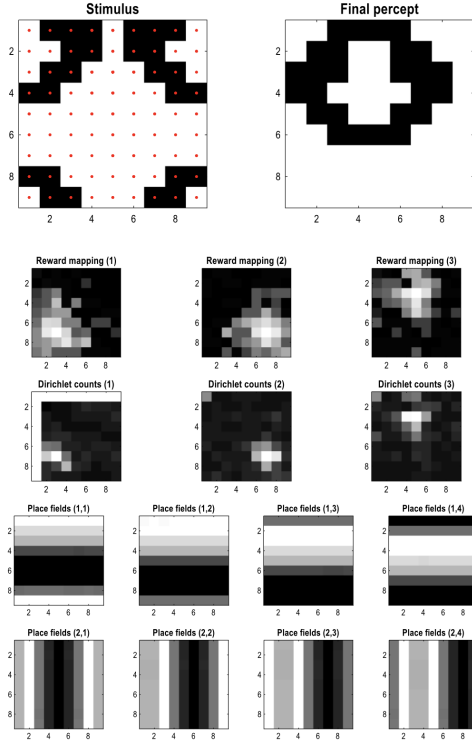 Stimulus Final percept
2 2
4 4
6 6
8 8
2 4 6 8 2 4 6 8
Reward mapping (1) Reward mapping (2) Reward mapping (3)
2 2 2
4 4 4
6 6 6
8 8 8
2 4 6 8 2 4 6 8 2 4 6 8
Dirichlet counts (1) Dirichlet counts (2) Dirichlet counts (3)
2 2 2
4 4 4
6 6 6
8 8 8
2 4 6 8 2 4 6 8 2 4 6 8
Place fields (1,1) Place fields (1,2) Place fields (1,3) Place fields (1,4)
2 2 2 2
4 4 4 4
6 6 6 6
8 8 8 8
2 4 6 8 2 4 6 8 2 4 6 8 2 4 6 8
Place fields (2,1) Place fields (2,2) Place fields (2,3) Place fields (2,4)
2 2 2 2
4 4 4 4
6 6 6 6
8 8 8 8
2 4 6 8 2 4 6 8 2 4 6 8 2 4 6 8